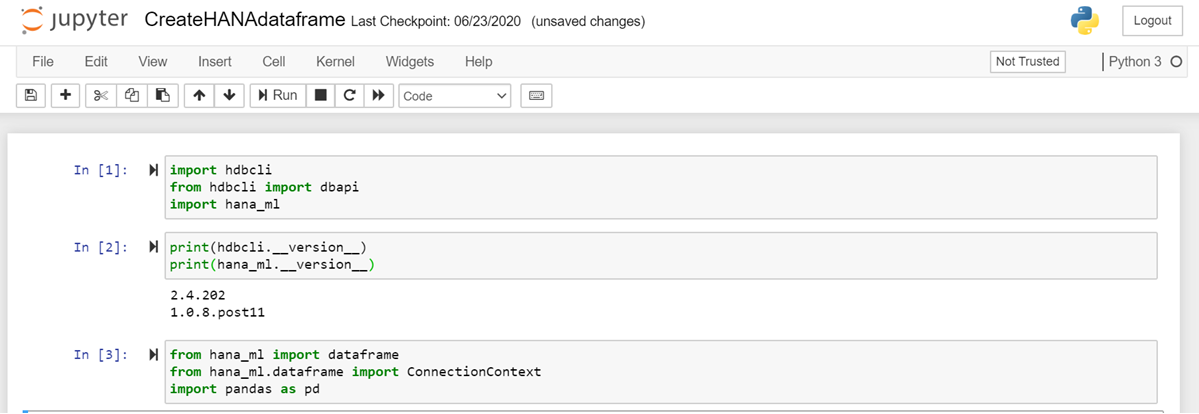 jupyter CreateHANAdataframe Last Checkpoint: 06/23/2020 (unsaved changes)
Logout
File Edit View Insert Cell Kernel Widgets Help
Not Trusted
Python 3
Run
Code
In [1]:
import hdbcli
from hdbcli import dbapi
import hana_ml
In [2]:
print(hdbcli.__version__)
print(hana_ml.__version__)
2.4.202
1.0.8.post11
In [3]:
from hana_ml import dataframe
from hana_ml.dataframe import ConnectionContext
import pandas as pd